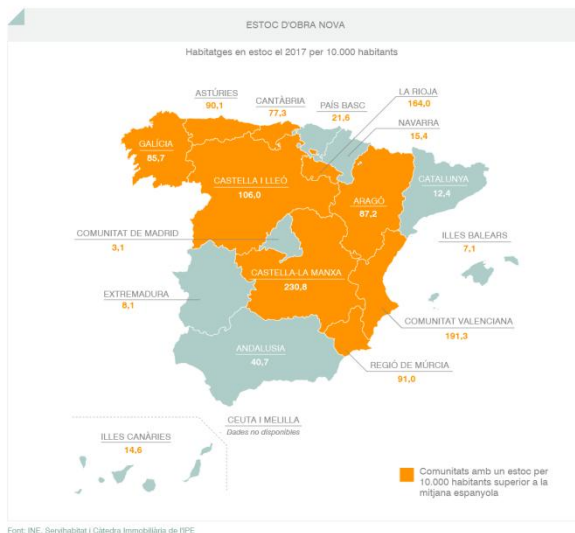 ESTOC D'OBRA NOVA
Habitatges en estoc el 2017 per 10.000 habitants
ASTÚRIES
90,1
CANTÀBRIA
77,3
PAÍS BASC
21,6
LA RIOJA
164,0
NAVARRA
15,4
GALÍCIA
85,7
CASTELLA I LLEÓ
106,0
ARAGÓ
87,2
CATALUNYA
12,4
COMUNITAT DE MADRID
3,1
ILLES BALEARS
7,1
CASTELLA-LA MANXA
230,8
EXTREMADURA
8,1
COMUNITAT VALENCIANA
191,3
ANDALUSIA
40,7
REGIÓ DE MÚRCIA
91,0
CEUTA I MELILLA
Dades no disponibles
ILLES CANÀRIES
14,6
Comunitats amb un estoc per
10.000 habitants superior a la
mitjana espanyola
Font: INE, Servihabitat i Càtedra Immobiliària de l'IPE